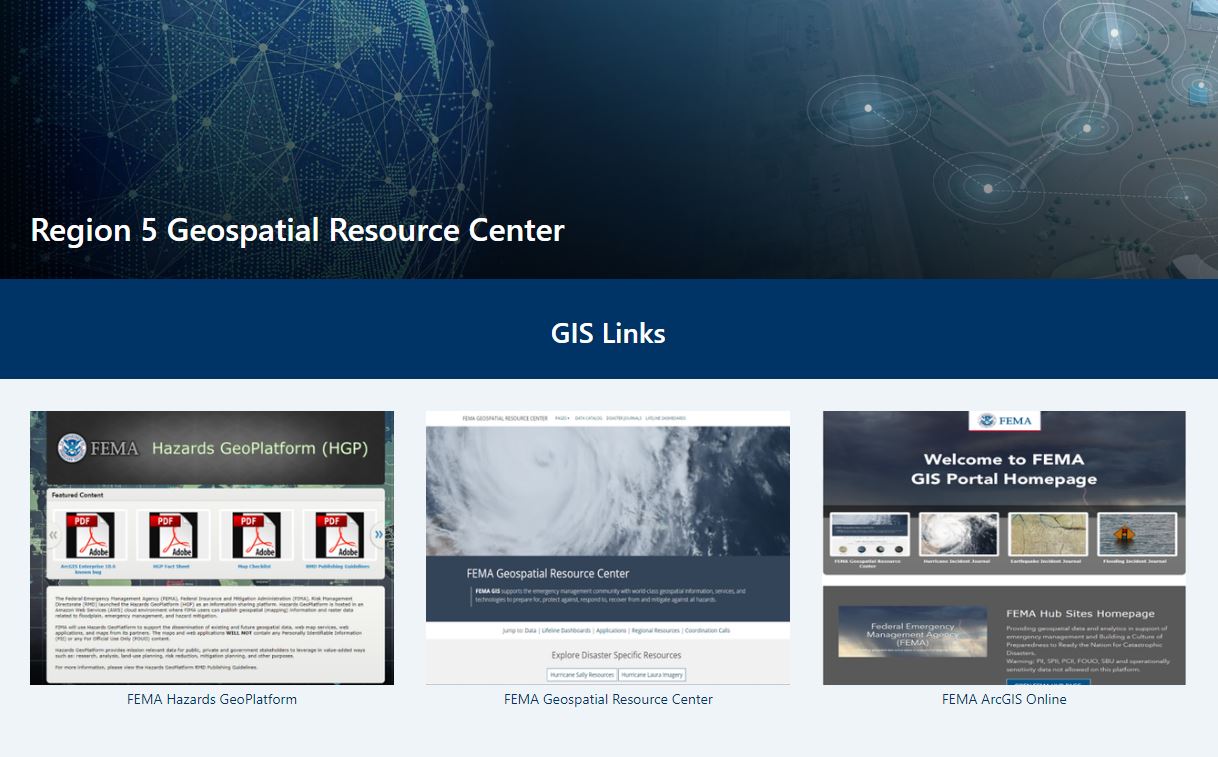 Region 5 Geospatial Resource Center
GIS Links
FEMA Hazards GeoPlatform (HGP)
Featured Content
PDF Adobe PDF Adobe PDF Adobe PDF Adobe
ArcGIS Enterprise 10.6 known bug
HGP Fact Sheet
Map Checklist
RMD Publishing Guidelines
The Federal Emergency Management Agency (FEMA), Federal Insurance and Mitigation Administration (FIMA), Risk Management
Directorate (RMD) launched the Hazards GeoPlatform (HGP) as an information sharing platform. Hazards GeoPlatform is hosted in an
Amazon Web Services (AWS) cloud environment where FEMA users can publish geospatial (mapping) information and raster data
related to floodplain, emergency management, and hazard mitigation.
FEMA will use Hazards GeoPlatform to support the dissemination of existing and future geospatial data, web map services, web
applications, and maps from its partners. The maps and web applications WILL NOT contain any Personally Identifiable Information
(PII) or any For Official Use Only (FOUO) content.
Hazards GeoPlatform provides mission relevant data for public, private and government stakeholders to leverage in value-added ways
such as: research, analysis, land-use planning, risk reduction, mitigation planning, and other purposes.
For more information, please view the Hazards GeoPlatform RMD Publishing Guidelines.
FEMA Hazards GeoPlatform
FEMA GEOSPATIAL RESOURCE CENTER PAGES DATA CATALOG DISASTER JOURNALS LIFELINE DASHBOARDS
FEMA Geospatial Resource Center
FEMA GIS supports the emergency management community with world-class geospatial information, services, and
technologies to prepare for, protect against, respond to, recover from and mitigate against all hazards.
Jump to: Data | Lifeline Dashboards | Applications | Regional Resources | Coordination Calls
Explore Disaster Specific Resources
Hurricane Sally Resources Hurricane Laura Imagery
FEMA Geospatial Resource Center
FEMA
Welcome to FEMA
GIS Portal Homepage
FEMA Geospatial Resource Center
Hurricane Incident Journal
Earthquake Incident Journal
Flooding Incident Journal
Federal Emergency
Management Agency
(FEMA)
FEMA Hub Sites Homepage
Providing geospatial data and analytics in support of
emergency management and Building a Culture of
Preparedness to Ready the Nation for Catastrophic
Disasters.
Warning: PII, SPII, PCII, FOUO, SBU and operationally
sensitivity data not allowed on this platform.
FEMA ArcGIS Online